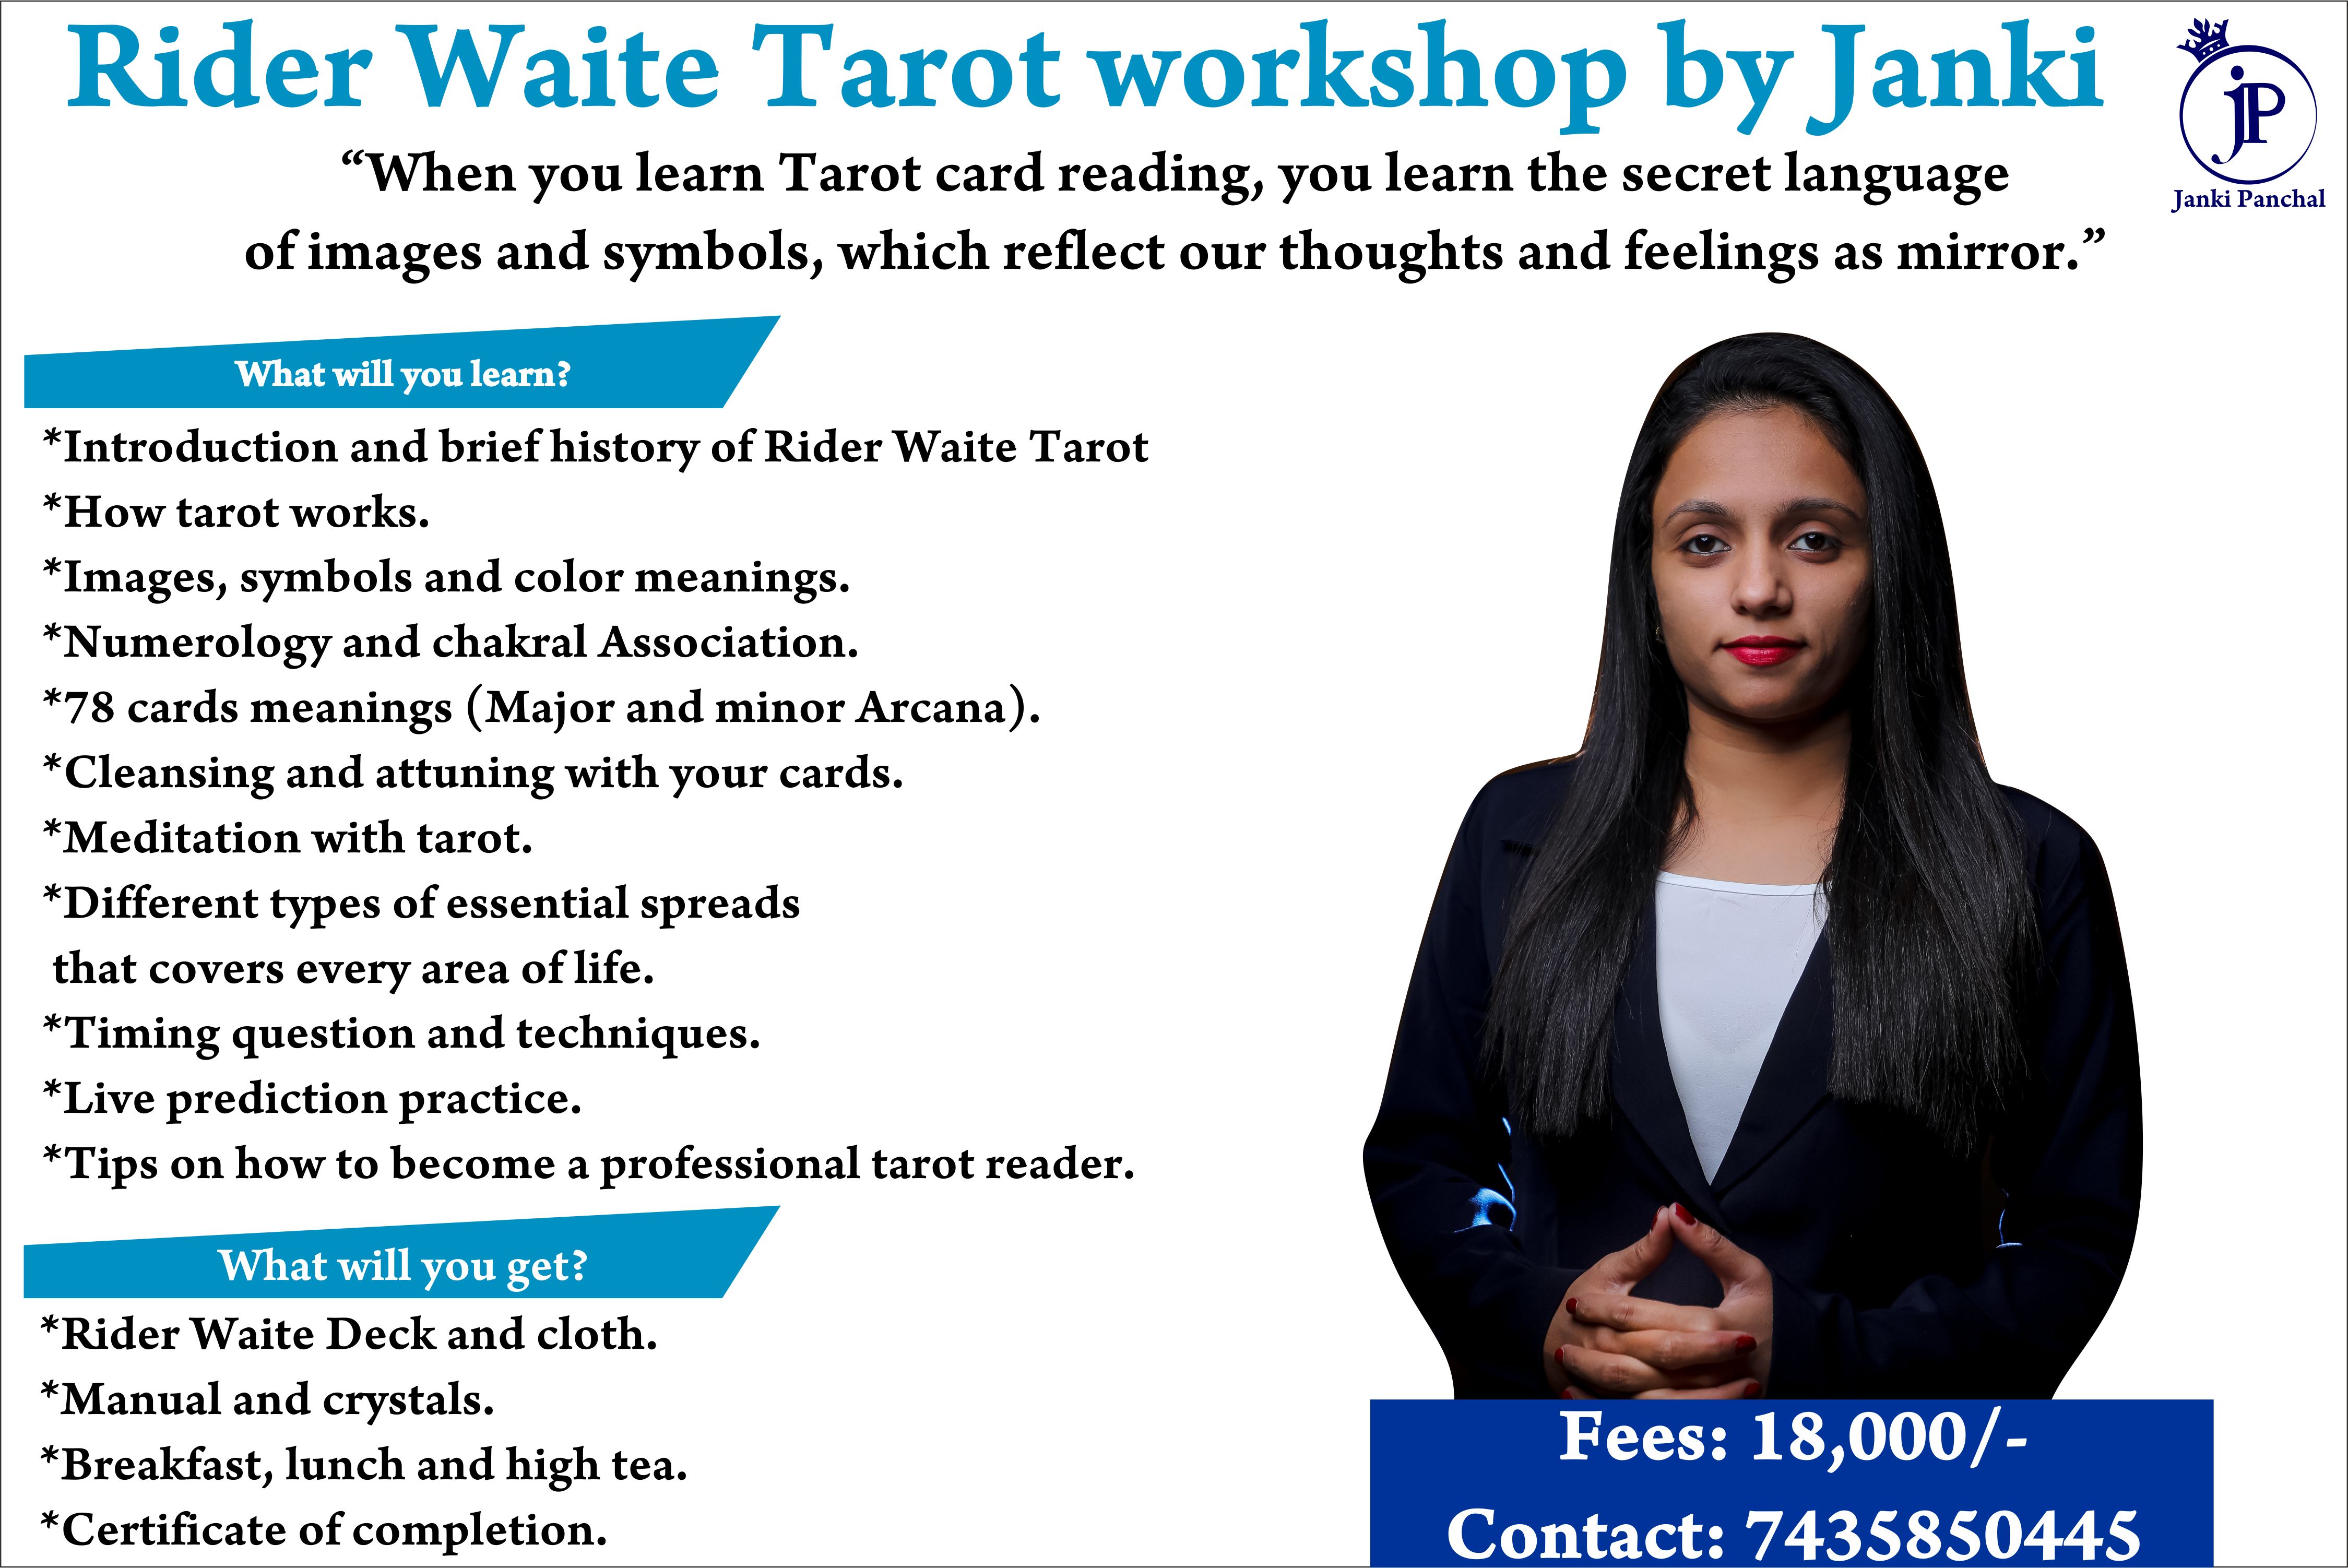 Rider Waite Tarot workshop by Janki
jP
Janki Panchal
“When you learn Tarot card reading, you learn the secret language
of images and symbols, which reflect our thoughts and feelings as mirror.”
What will you learn?
*Introduction and brief history of Rider Waite Tarot
*How tarot works.
*Images, symbols and color meanings.
*Numerology and chakral Association.
*78 cards meanings (Major and minor Arcana).
*Cleansing and attuning with your cards.
*Meditation with tarot.
*Different types of essential spreads
that covers every area of life.
*Timing question and techniques.
*Live prediction practice.
*Tips on how to become a professional tarot reader.
What will you get?
*Rider Waite Deck and cloth.
*Manual and crystals.
*Breakfast, lunch and high tea.
*Certificate of completion.
Fees: 18,000/-
Contact: 7435850445